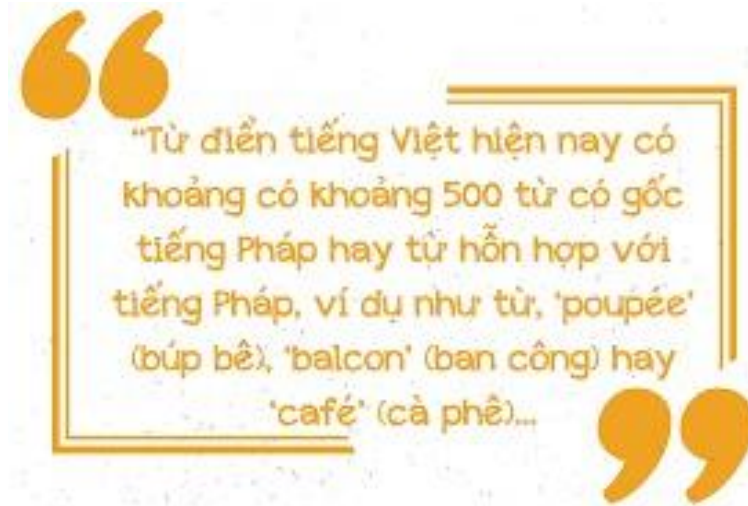 “Từ điển tiếng Việt hiện nay có
khoảng có khoảng 500 từ có gốc
tiếng Pháp hay từ hỗn hợp với
tiếng Pháp, ví dụ như từ, ‘poupée’
(búp bê), ‘balcon’ (ban công) hay
‘café’ (cà phê)...